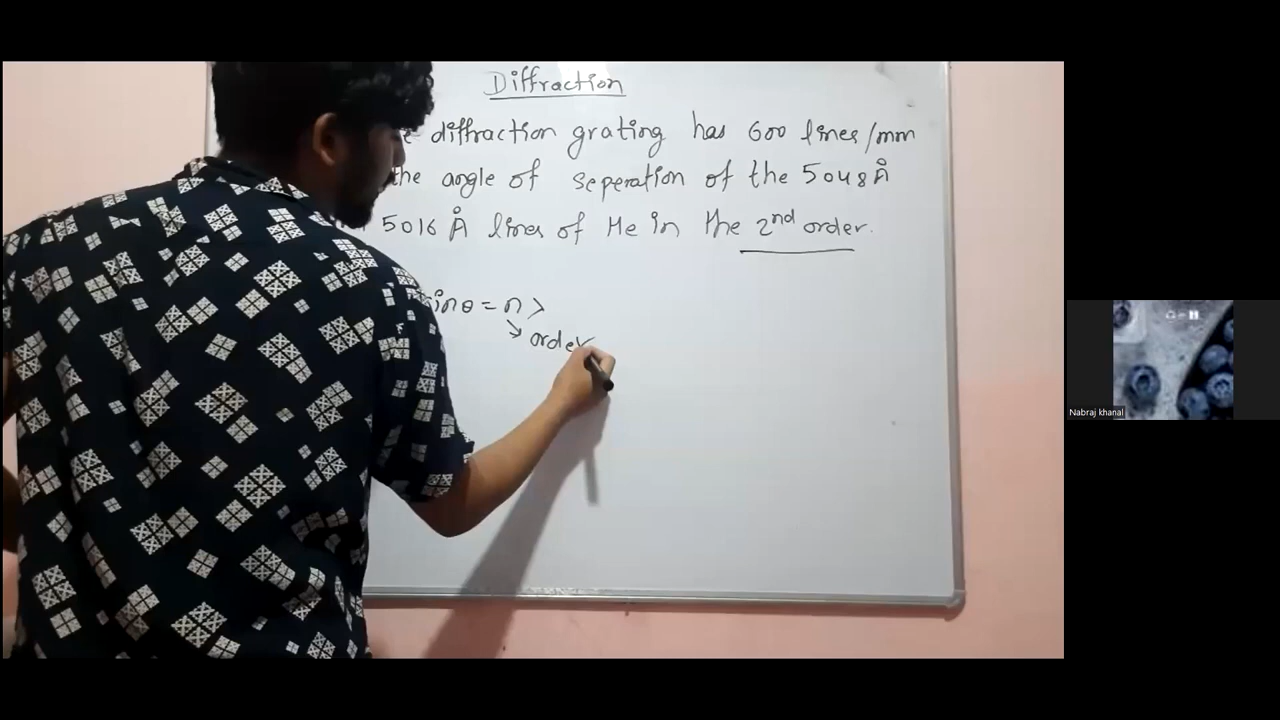 Diffraction
diffraction grating has 600 lines/mm
the angle of seperation of the 5048Å
5016 Å lines of He in the 2nd order.
sinθ = nλ
↘ order
Nabraj khanal